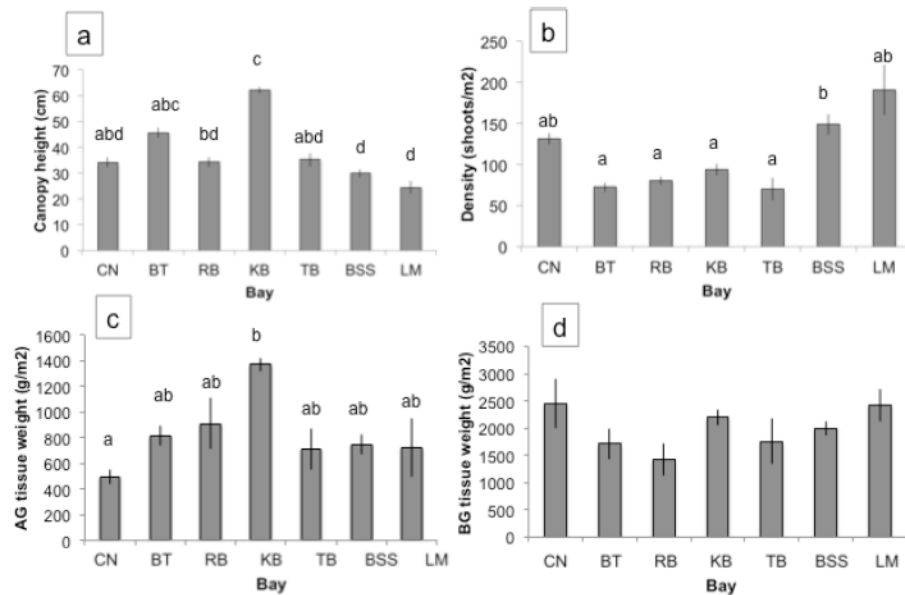 a
Canopy height (cm)
70
60
50
40
30
20
10
0
abd
abc
bd
c
abd
d
d
CN BT RB KB TB BSS LM
Bay
b
Density (shoots/m2)
250
200
150
100
50
0
ab
a
a
a
a
b
ab
CN BT RB KB TB BSS LM
Bay
c
AG tissue weight (g/m2)
1600
1400
1200
1000
800
600
400
200
0
a
ab
ab
b
ab
ab
ab
CN BT RB KB TB BSS LM
Bay
d
BG tissue weight (g/m2)
3500
3000
2500
2000
1500
1000
500
0
CN BT RB KB TB BSS LM
Bay